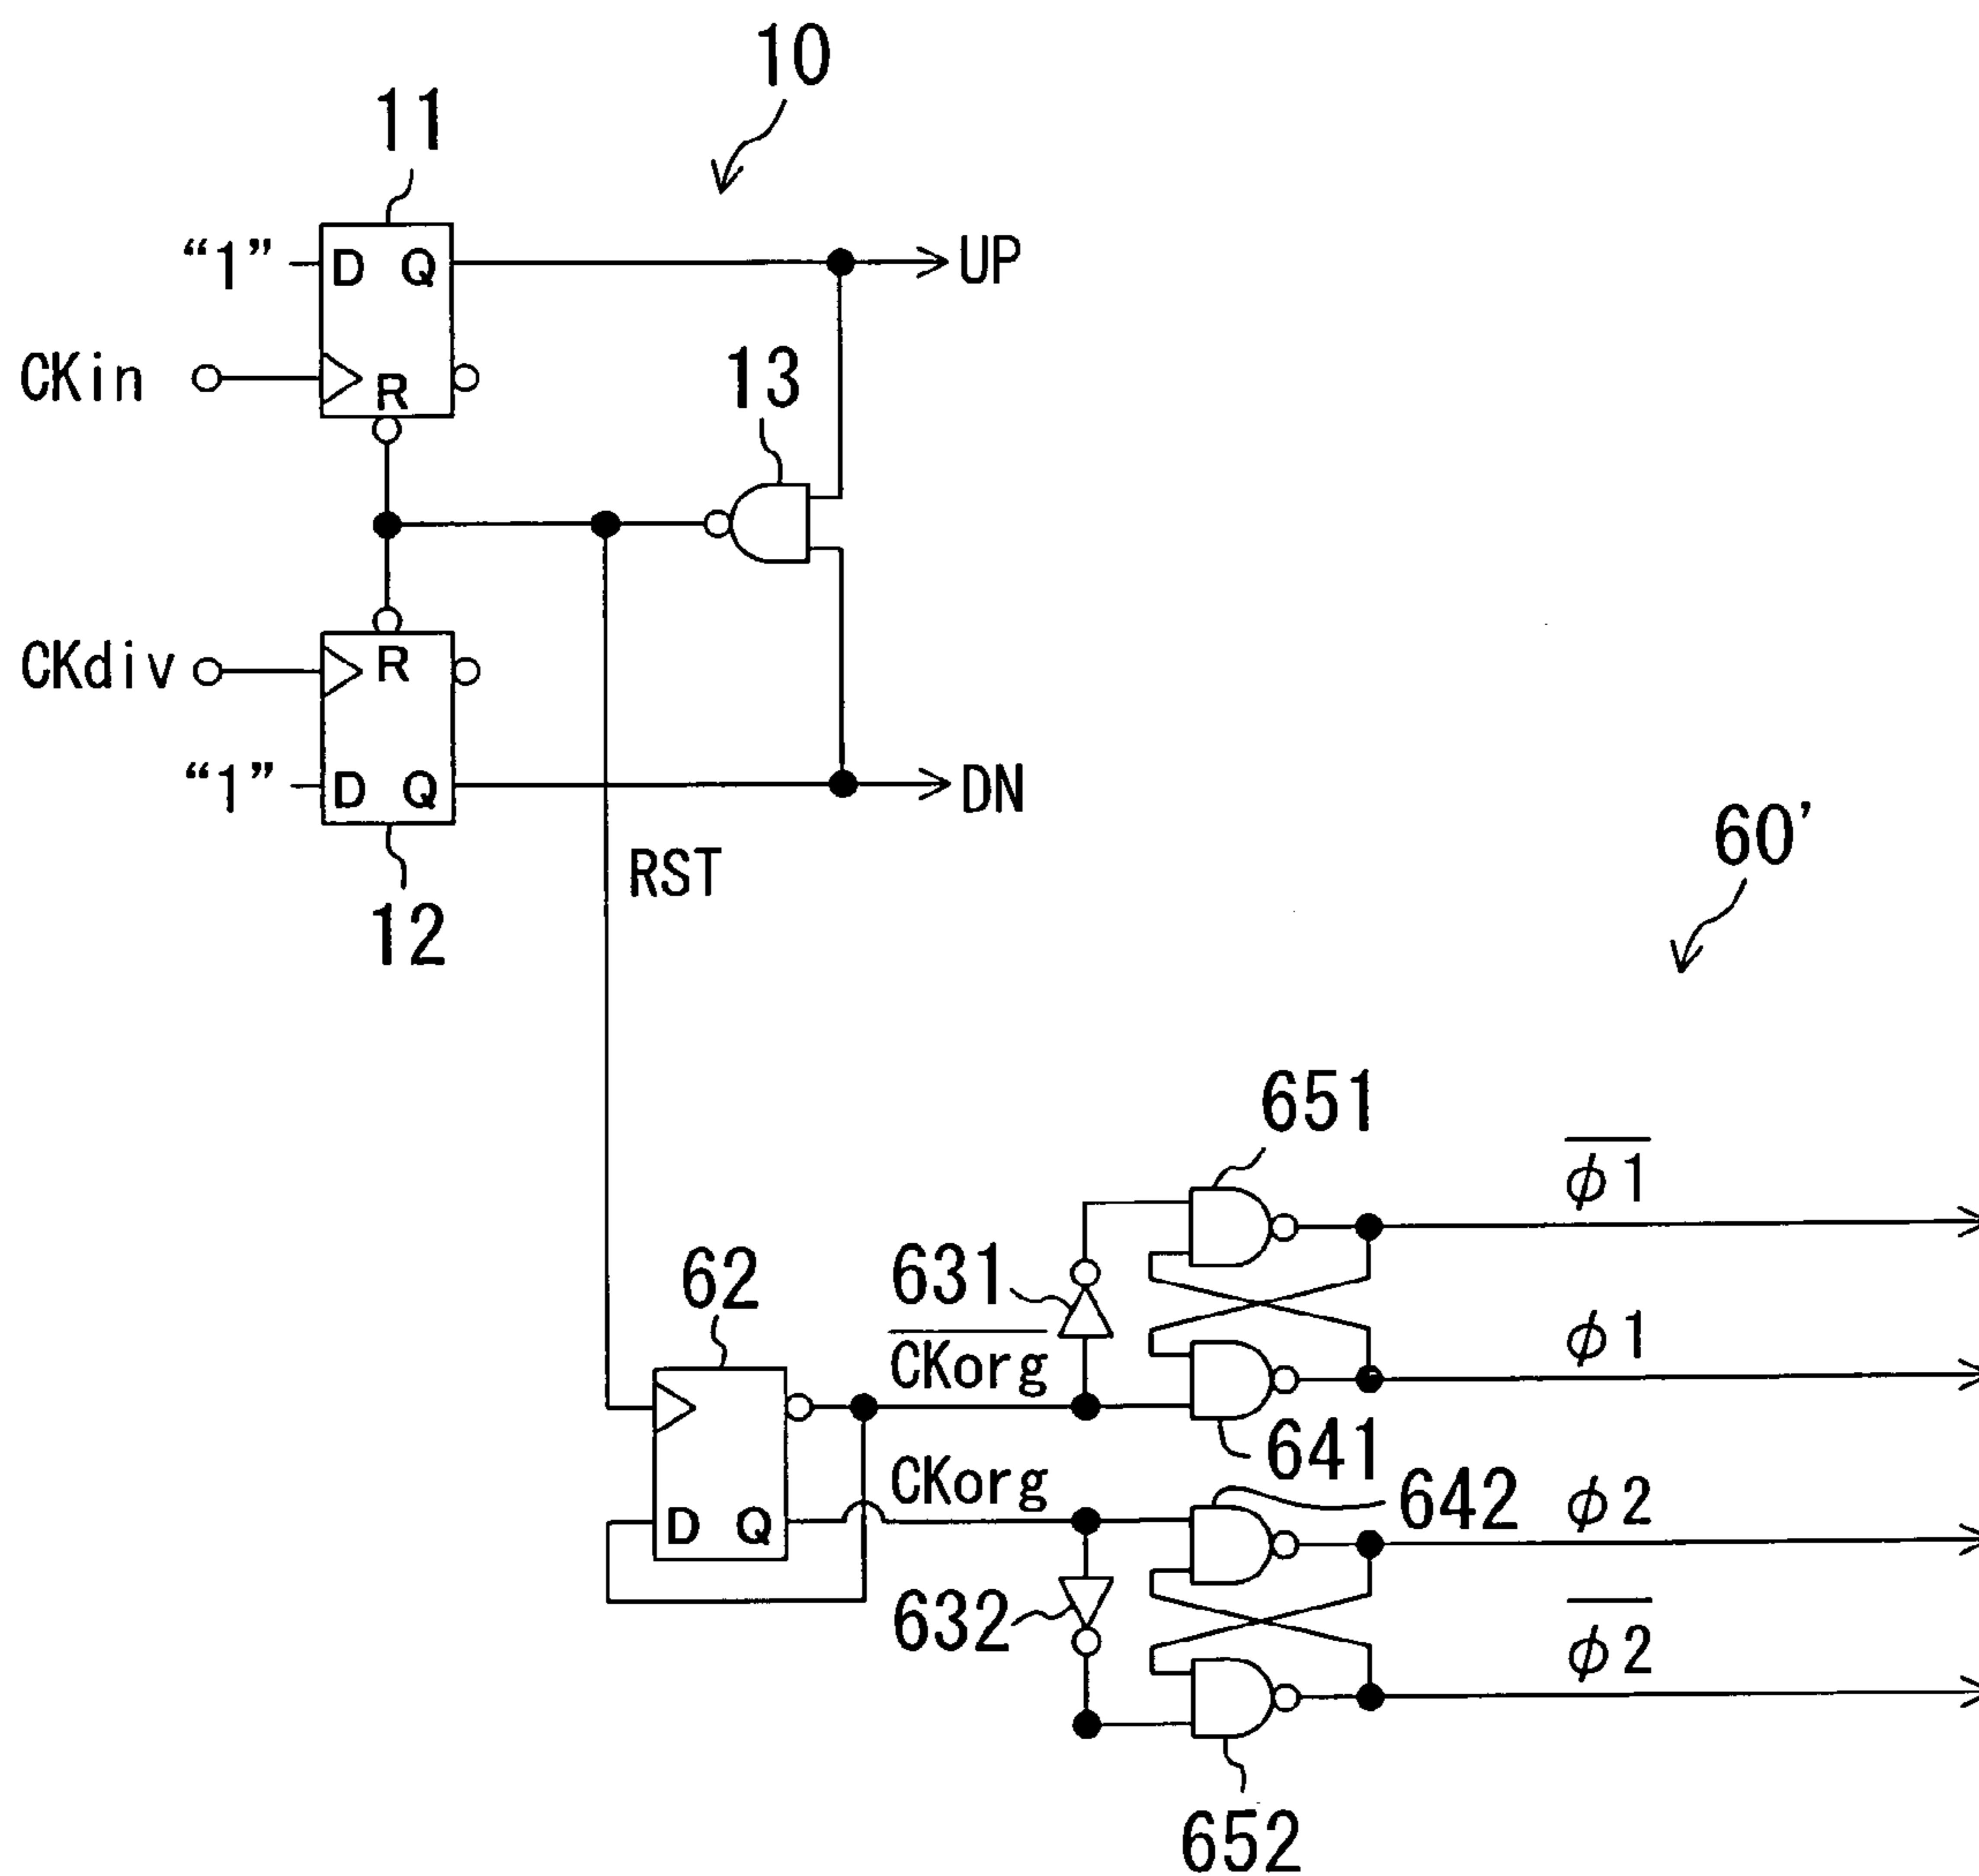 10
11
“1”
D Q
UP
CKin
R
13
CKdiv
R
“1”
D Q
DN
12
RST
60'
651
φ1
631
62
CKorg
φ1
641
CKorg
642
φ2
D Q
632
φ2
652